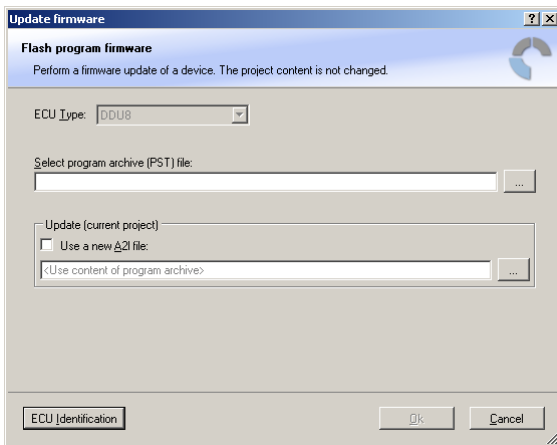 Update firmware
Flash program firmware
Perform a firmware update of a device. The project content is not changed.
ECU Type: DDU8
Select program archive (PST) file:
...
Update (current project)
Use a new A2l file:
<Use content of program archive>
...
ECU Identification
Ok
Cancel